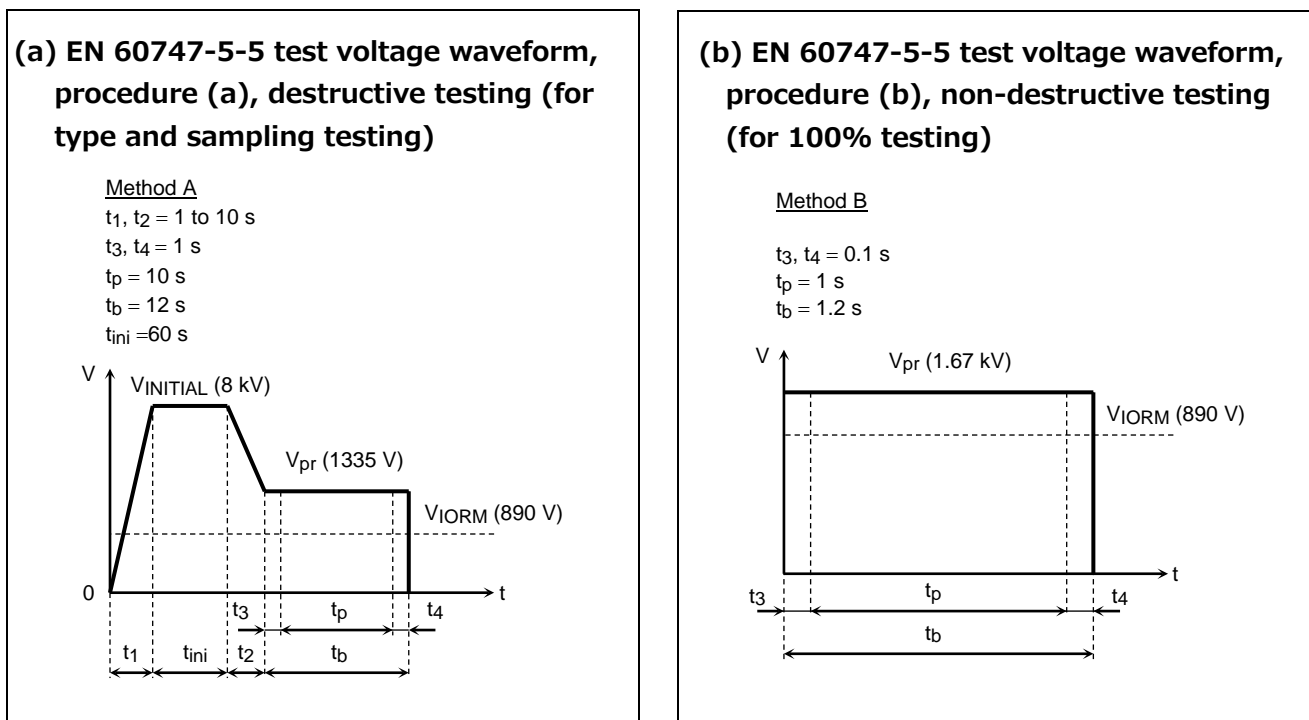 (a) EN 60747-5-5 test voltage waveform,
procedure (a), destructive testing (for
type and sampling testing)
Method A
t1, t2 = 1 to 10 s
t3, t4 = 1 s
tp = 10 s
tb = 12 s
tini =60 s
V
VINITIAL (8 kV)
Vpr (1335 V)
VIORM (890 V)
0
t
t3
tp
t4
t1
tini
t2
tb
(b) EN 60747-5-5 test voltage waveform,
procedure (b), non-destructive testing
(for 100% testing)
Method B
t3, t4 = 0.1 s
tp = 1 s
tb = 1.2 s
V
Vpr (1.67 kV)
VIORM (890 V)
t
t3
tp
t4
tb